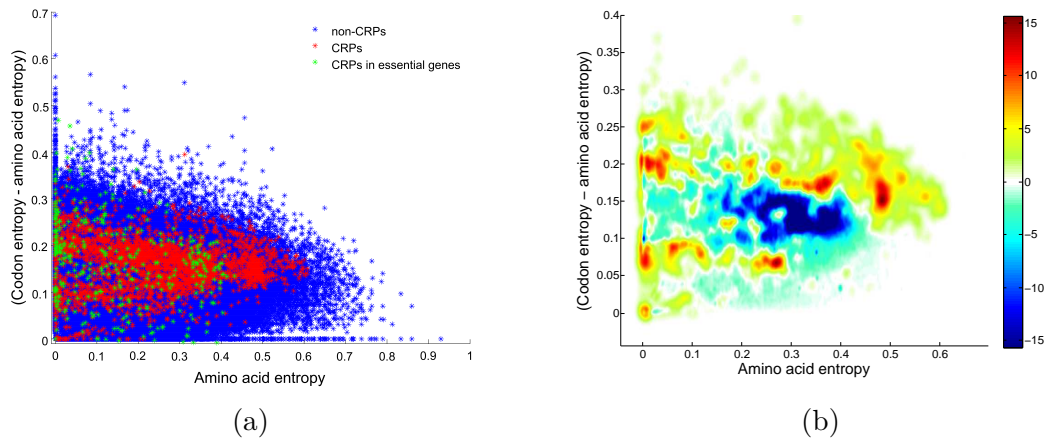 0.7
0.6
0.5
0.4
0.3
0.2
0.1
0
(Codon entropy - amino acid entropy)
non-CRPs
CRPs
CRPs in essential genes
0 0.1 0.2 0.3 0.4 0.5 0.6 0.7 0.8 0.9 1
Amino acid entropy
(a)
0.4
0.35
0.3
0.25
0.2
0.15
0.1
0.05
0
(Codon entropy − amino acid entropy)
0 0.1 0.2 0.3 0.4 0.5 0.6
Amino acid entropy
15
10
5
0
−5
−10
−15
(b)